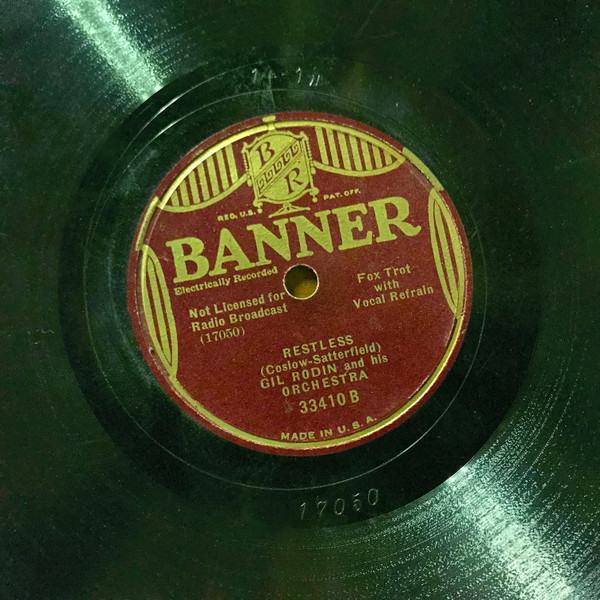 B
R
REG. U.S. PAT. OFF.
BANNER
Electrically Recorded
Not Licensed for
Radio Broadcast
(17050)
Fox Trot
with
Vocal Refrain
RESTLESS
(Coslow-Satterfield)
GIL RODIN and his
ORCHESTRA
33410 B
MADE IN U.S.A.
17050